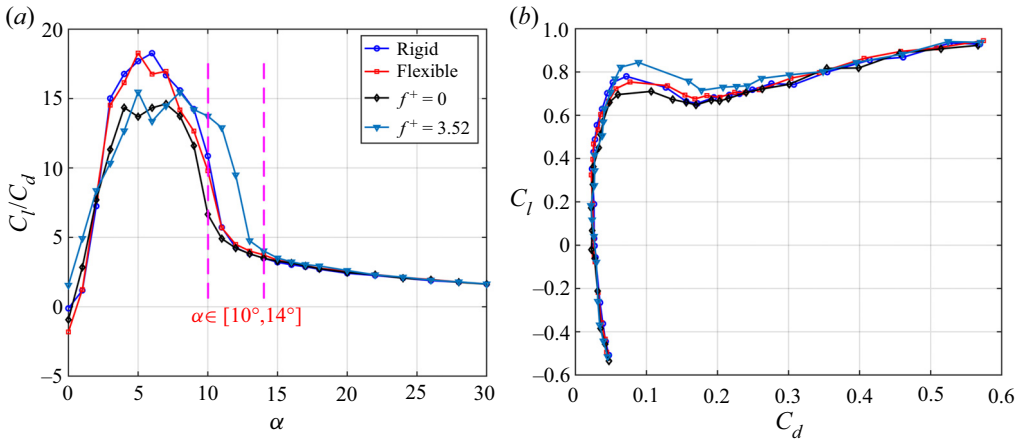 (a)
20
15
10
5
0
−5
C_l/C_d
Rigid
Flexible
f⁺ = 0
f⁺ = 3.52
α∈ [10°,14°]
0 5 10 15 20 25 30
α
(b)
1.0
0.8
0.6
0.4
0.2
0
−0.2
−0.4
−0.6
C_l
0 0.1 0.2 0.3 0.4 0.5 0.6
C_d